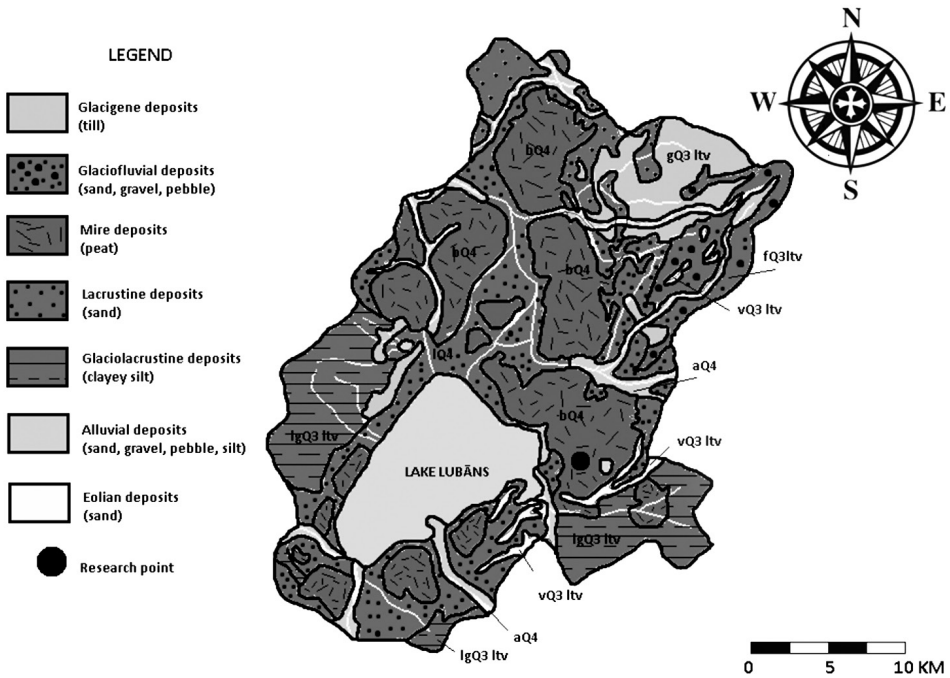 LEGEND
Glacigene deposits
(till)
Glaciofluvial deposits
(sand, gravel, pebble)
Mire deposits
(peat)
Lacrustine deposits
(sand)
Glaciolacrustine deposits
(clayey silt)
Alluvial deposits
(sand, gravel, pebble, silt)
Eolian deposits
(sand)
Research point
N
W
E
S
bQ4
gQ3 ltv
bQ4
bQ4
fQ3ltv
vQ3 ltv
lQ4
aQ4
bQ4
lgQ3 ltv
vQ3 ltv
LAKE LUBĀNS
lgQ3 ltv
vQ3 ltv
aQ4
lgQ3 ltv
0 5 10 KM